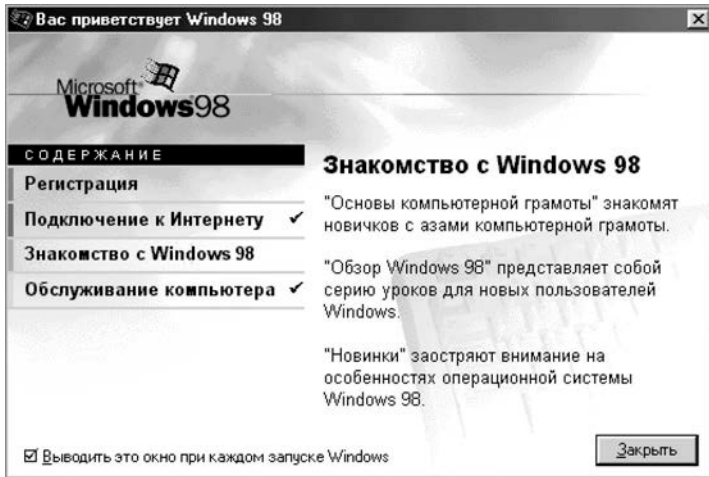 Вас приветствует Windows 98
Microsoft
Windows98
СОДЕРЖАНИЕ
Регистрация
Подключение к Интернету ✓
Знакомство с Windows 98
Обслуживание компьютера ✓
Знакомство с Windows 98
"Основы компьютерной грамоты" знакомят
новичков с азами компьютерной грамоты.
"Обзор Windows 98" представляет собой
серию уроков для новых пользователей
Windows.
"Новинки" заостряют внимание на
особенностях операционной системы
Windows 98.
Выводить это окно при каждом запуске Windows
Закрыть